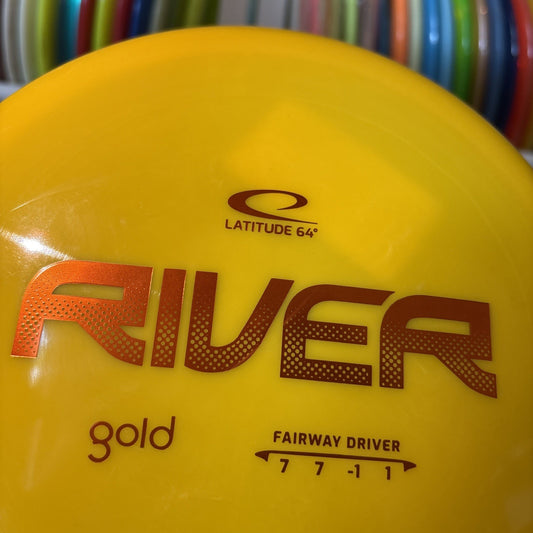 LATITUDE 64°
RIVER
gold
FAIRWAY DRIVER
7 7 -1 1